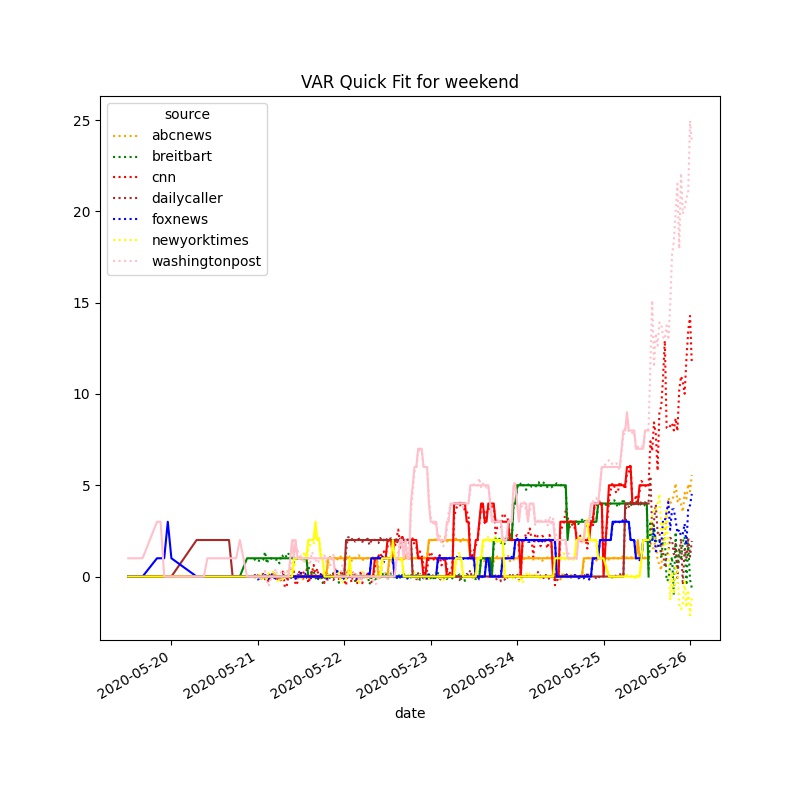 VAR Quick Fit for weekend
25
20
15
10
5
0
source
abcnews
breitbart
cnn
dailycaller
foxnews
newyorktimes
washingtonpost
2020-05-20
2020-05-21
2020-05-22
2020-05-23
2020-05-24
2020-05-25
2020-05-26
date